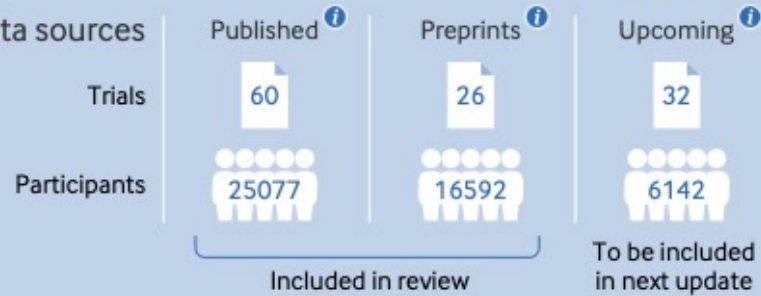 ta sources
Published i
Preprints i
Upcoming i
Trials
60
26
32
Participants
25077
16592
6142
Included in review
To be included
in next update